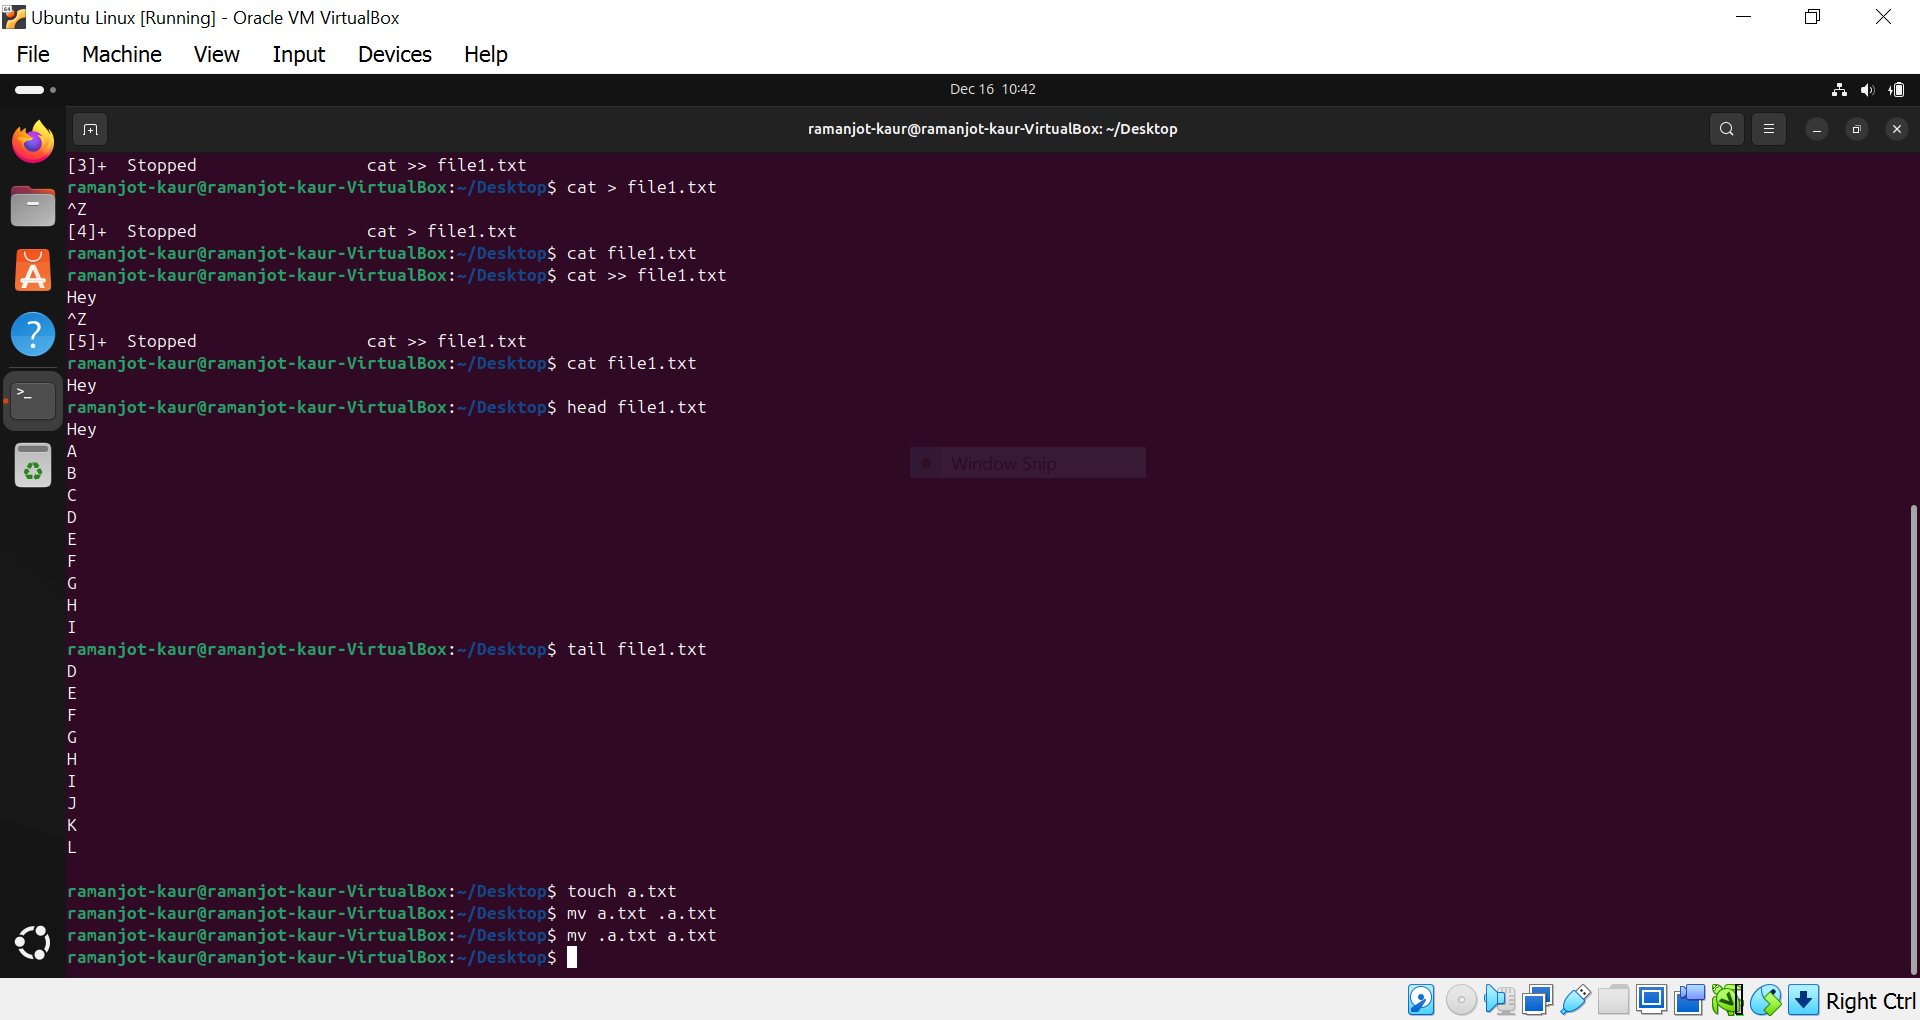 Ubuntu Linux [Running] - Oracle VM VirtualBox
File Machine View Input Devices Help
Dec 16 10:42
ramanjot-kaur@ramanjot-kaur-VirtualBox: ~/Desktop
[3]+  Stopped                 cat >> file1.txt
ramanjot-kaur@ramanjot-kaur-VirtualBox:~/Desktop$ cat > file1.txt
^Z
[4]+  Stopped                 cat > file1.txt
ramanjot-kaur@ramanjot-kaur-VirtualBox:~/Desktop$ cat file1.txt
ramanjot-kaur@ramanjot-kaur-VirtualBox:~/Desktop$ cat >> file1.txt
Hey
^Z
[5]+  Stopped                 cat >> file1.txt
ramanjot-kaur@ramanjot-kaur-VirtualBox:~/Desktop$ cat file1.txt
Hey
ramanjot-kaur@ramanjot-kaur-VirtualBox:~/Desktop$ head file1.txt
Hey
A
B
Window Snip
C
D
E
F
G
H
I
ramanjot-kaur@ramanjot-kaur-VirtualBox:~/Desktop$ tail file1.txt
D
E
F
G
H
I
J
K
L
ramanjot-kaur@ramanjot-kaur-VirtualBox:~/Desktop$ touch a.txt
ramanjot-kaur@ramanjot-kaur-VirtualBox:~/Desktop$ mv a.txt .a.txt
ramanjot-kaur@ramanjot-kaur-VirtualBox:~/Desktop$ mv .a.txt a.txt
ramanjot-kaur@ramanjot-kaur-VirtualBox:~/Desktop$
Right Ctrl